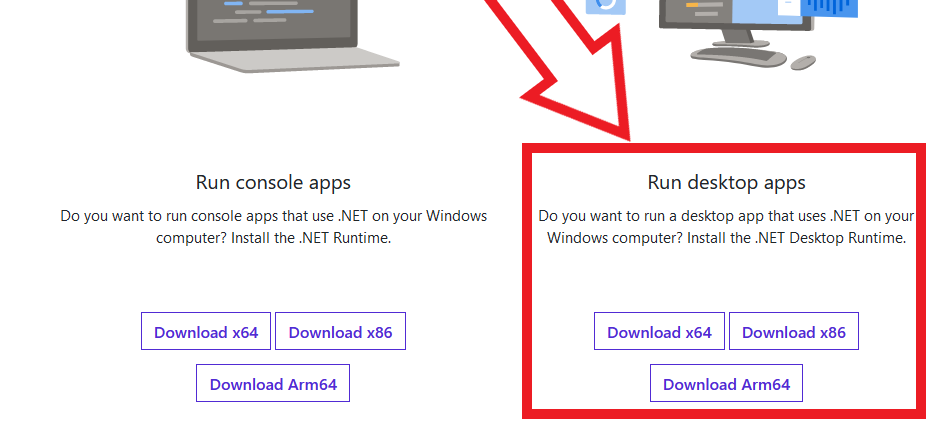 Run console apps
Do you want to run console apps that use .NET on your Windows
computer? Install the .NET Runtime.
Download x64
Download x86
Download Arm64
Run desktop apps
Do you want to run a desktop app that uses .NET on your
Windows computer? Install the .NET Desktop Runtime.
Download x64
Download x86
Download Arm64